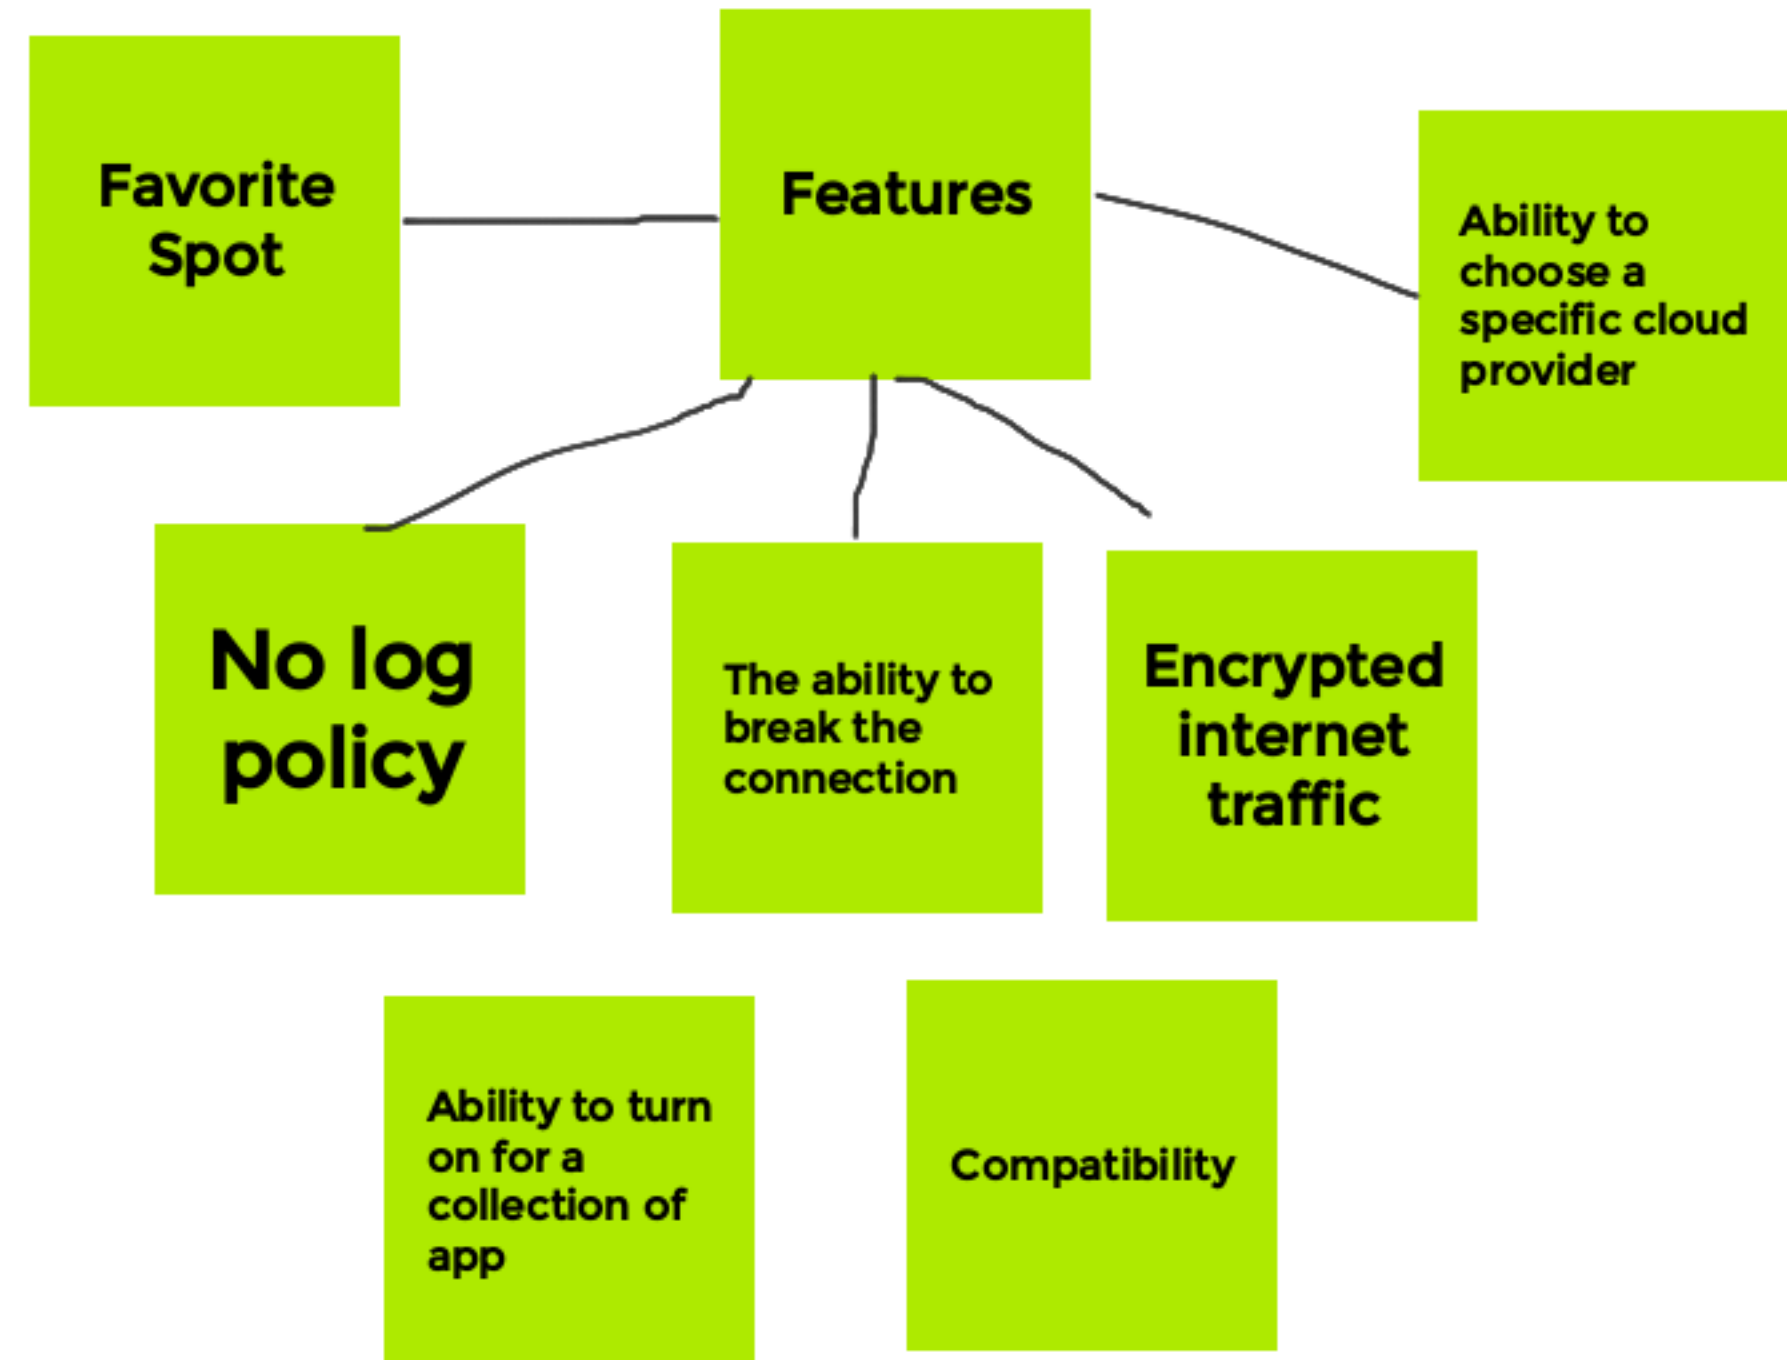 Favorite
Spot
Features
Ability to
choose a
specific cloud
provider
No log
policy
The ability to
break the
connection
Encrypted
internet
traffic
Ability to turn
on for a
collection of
app
Compatibility